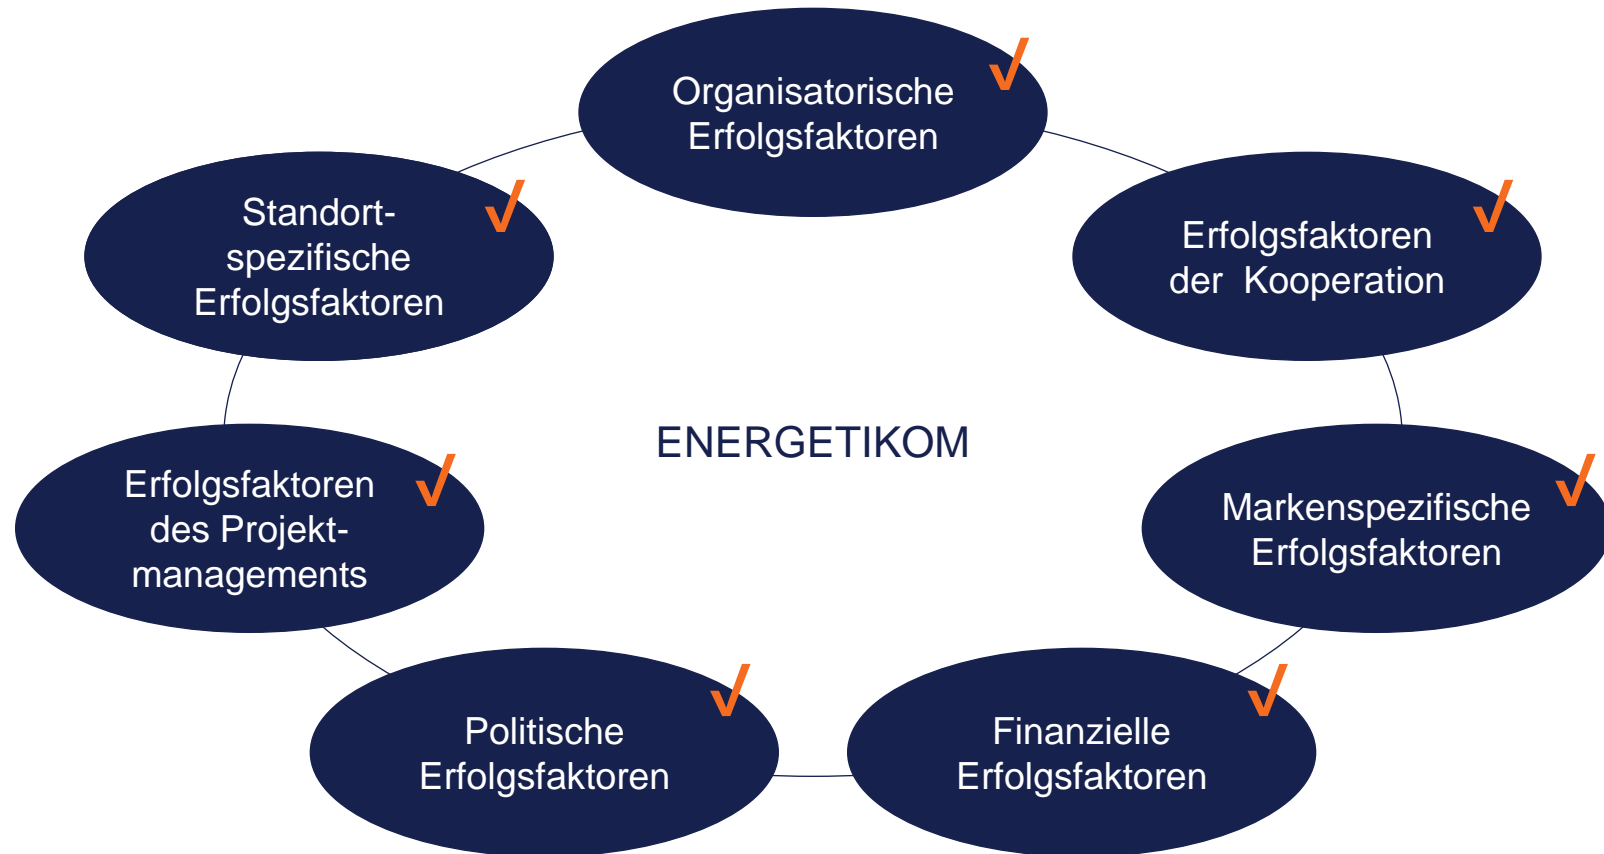 Organisatorische
Erfolgsfaktoren
Standort-
spezifische
Erfolgsfaktoren
Erfolgsfaktoren
der Kooperation
ENERGETIKOM
Erfolgsfaktoren
des Projekt-
managements
Markenspezifische
Erfolgsfaktoren
Politische
Erfolgsfaktoren
Finanzielle
Erfolgsfaktoren